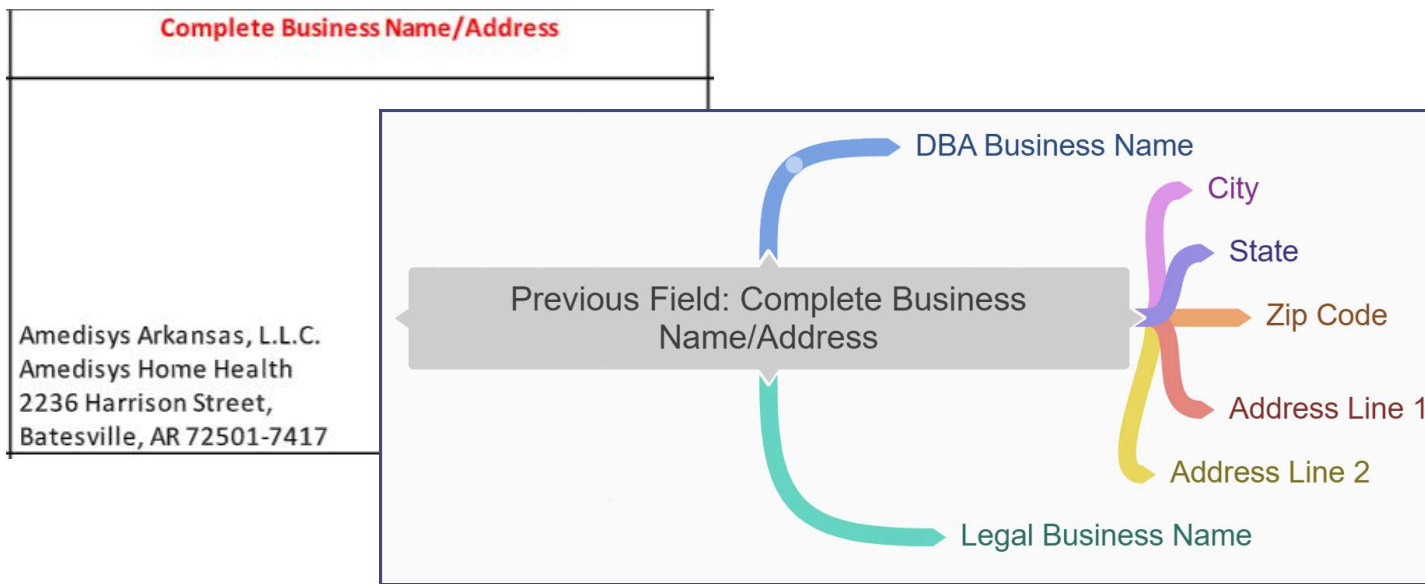 Complete Business Name/Address
Amedisys Arkansas, L.L.C.
Amedisys Home Health
2236 Harrison Street,
Batesville, AR 72501-7417
DBA Business Name
City
State
Previous Field: Complete Business
Name/Address
Zip Code
Address Line 1
Address Line 2
Legal Business Name